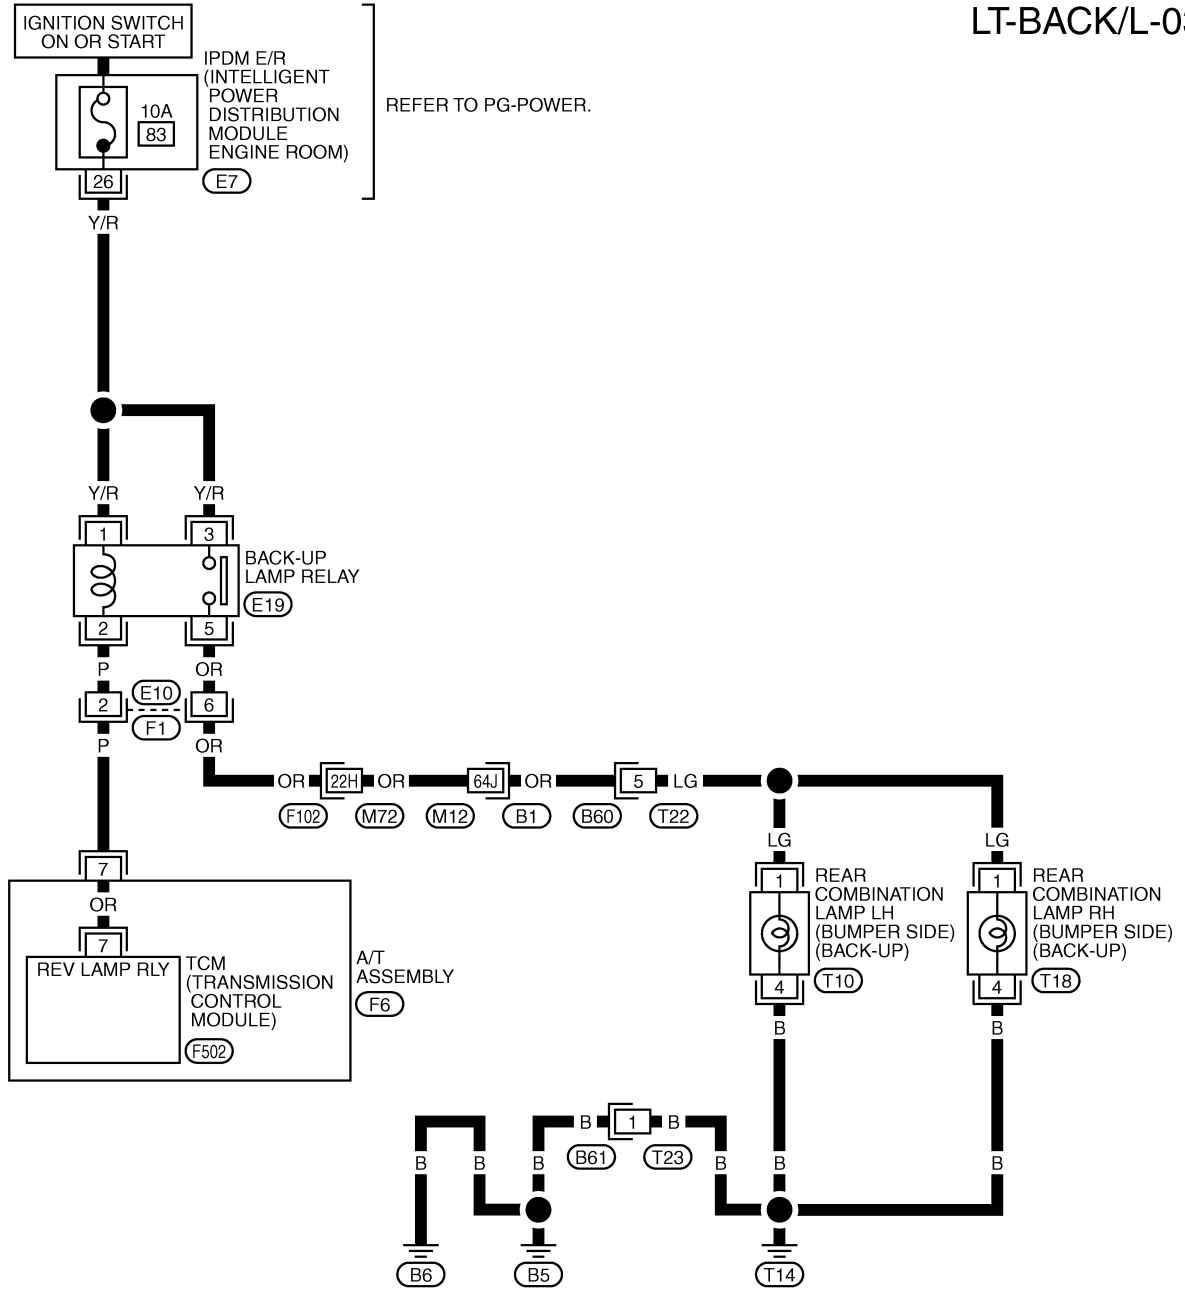 LT-BACK/L-03
IGNITION SWITCH
ON OR START
IPDM E/R
(INTELLIGENT
POWER
DISTRIBUTION
MODULE
ENGINE ROOM)
E7
REFER TO PG-POWER.
10A
83
26
Y/R
Y/R
Y/R
1
3
BACK-UP
LAMP RELAY
E19
2
5
P
OR
2
E10
F1
6
P
OR
OR
22H
OR
64J
OR
5
LG
F102
M72
M12
B1
B60
T22
LG
LG
7
OR
7
REV LAMP RLY
TCM
(TRANSMISSION
CONTROL
MODULE)
F502
A/T
ASSEMBLY
F6
1
REAR
COMBINATION
LAMP LH
(BUMPER SIDE)
(BACK-UP)
T10
4
B
1
REAR
COMBINATION
LAMP RH
(BUMPER SIDE)
(BACK-UP)
T18
4
B
B
1
B
B61
T23
B
B
B
B
B
B
B6
B5
T14